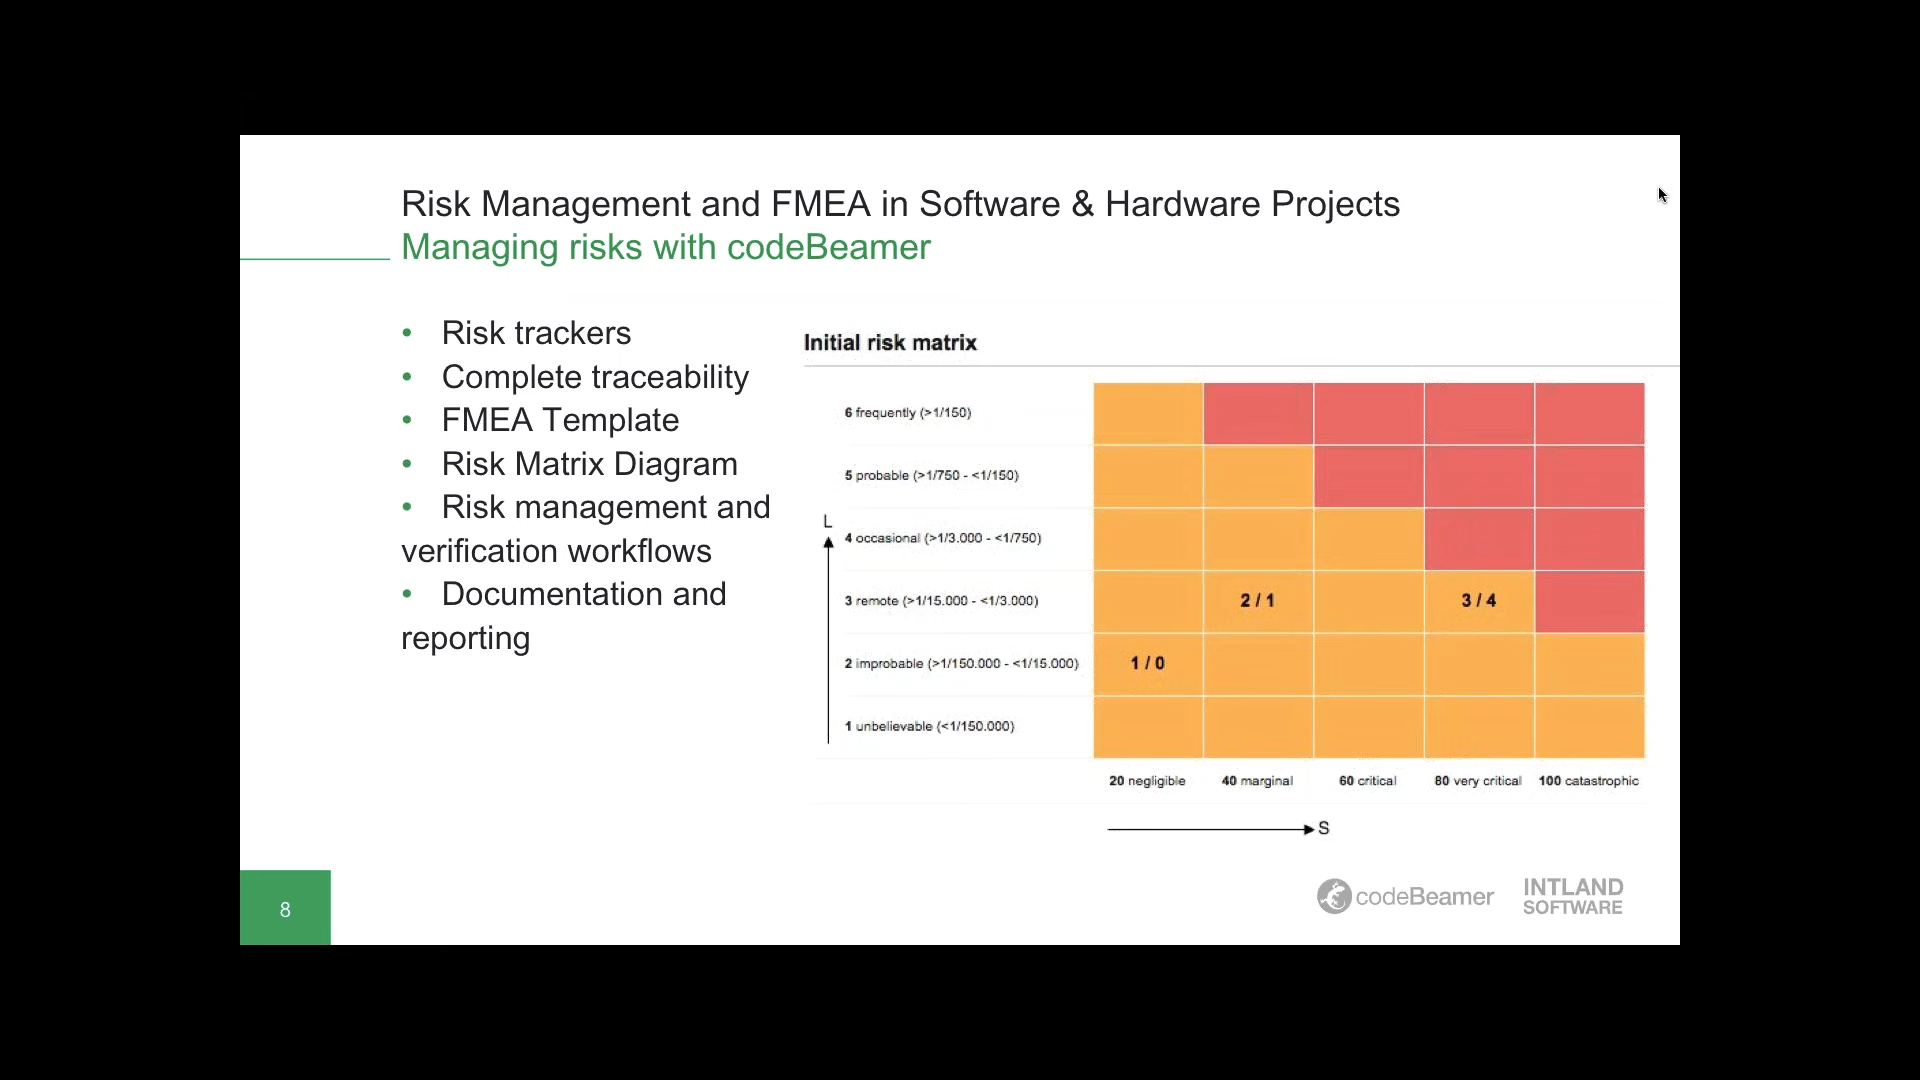 Risk Management and FMEA in Software & Hardware Projects
Managing risks with codeBeamer
• Risk trackers
• Complete traceability
• FMEA Template
• Risk Matrix Diagram
• Risk management and
verification workflows
• Documentation and
reporting
Initial risk matrix
6 frequently (>1/150)
5 probable (>1/750 - <1/150)
L
4 occasional (>1/3.000 - <1/750)
3 remote (>1/15.000 - <1/3.000)
2 / 1
3 / 4
2 improbable (>1/150.000 - <1/15.000)
1 / 0
1 unbelievable (<1/150.000)
20 negligible
40 marginal
60 critical
80 very critical
100 catastrophic
S
8
codeBeamer
INTLAND
SOFTWARE